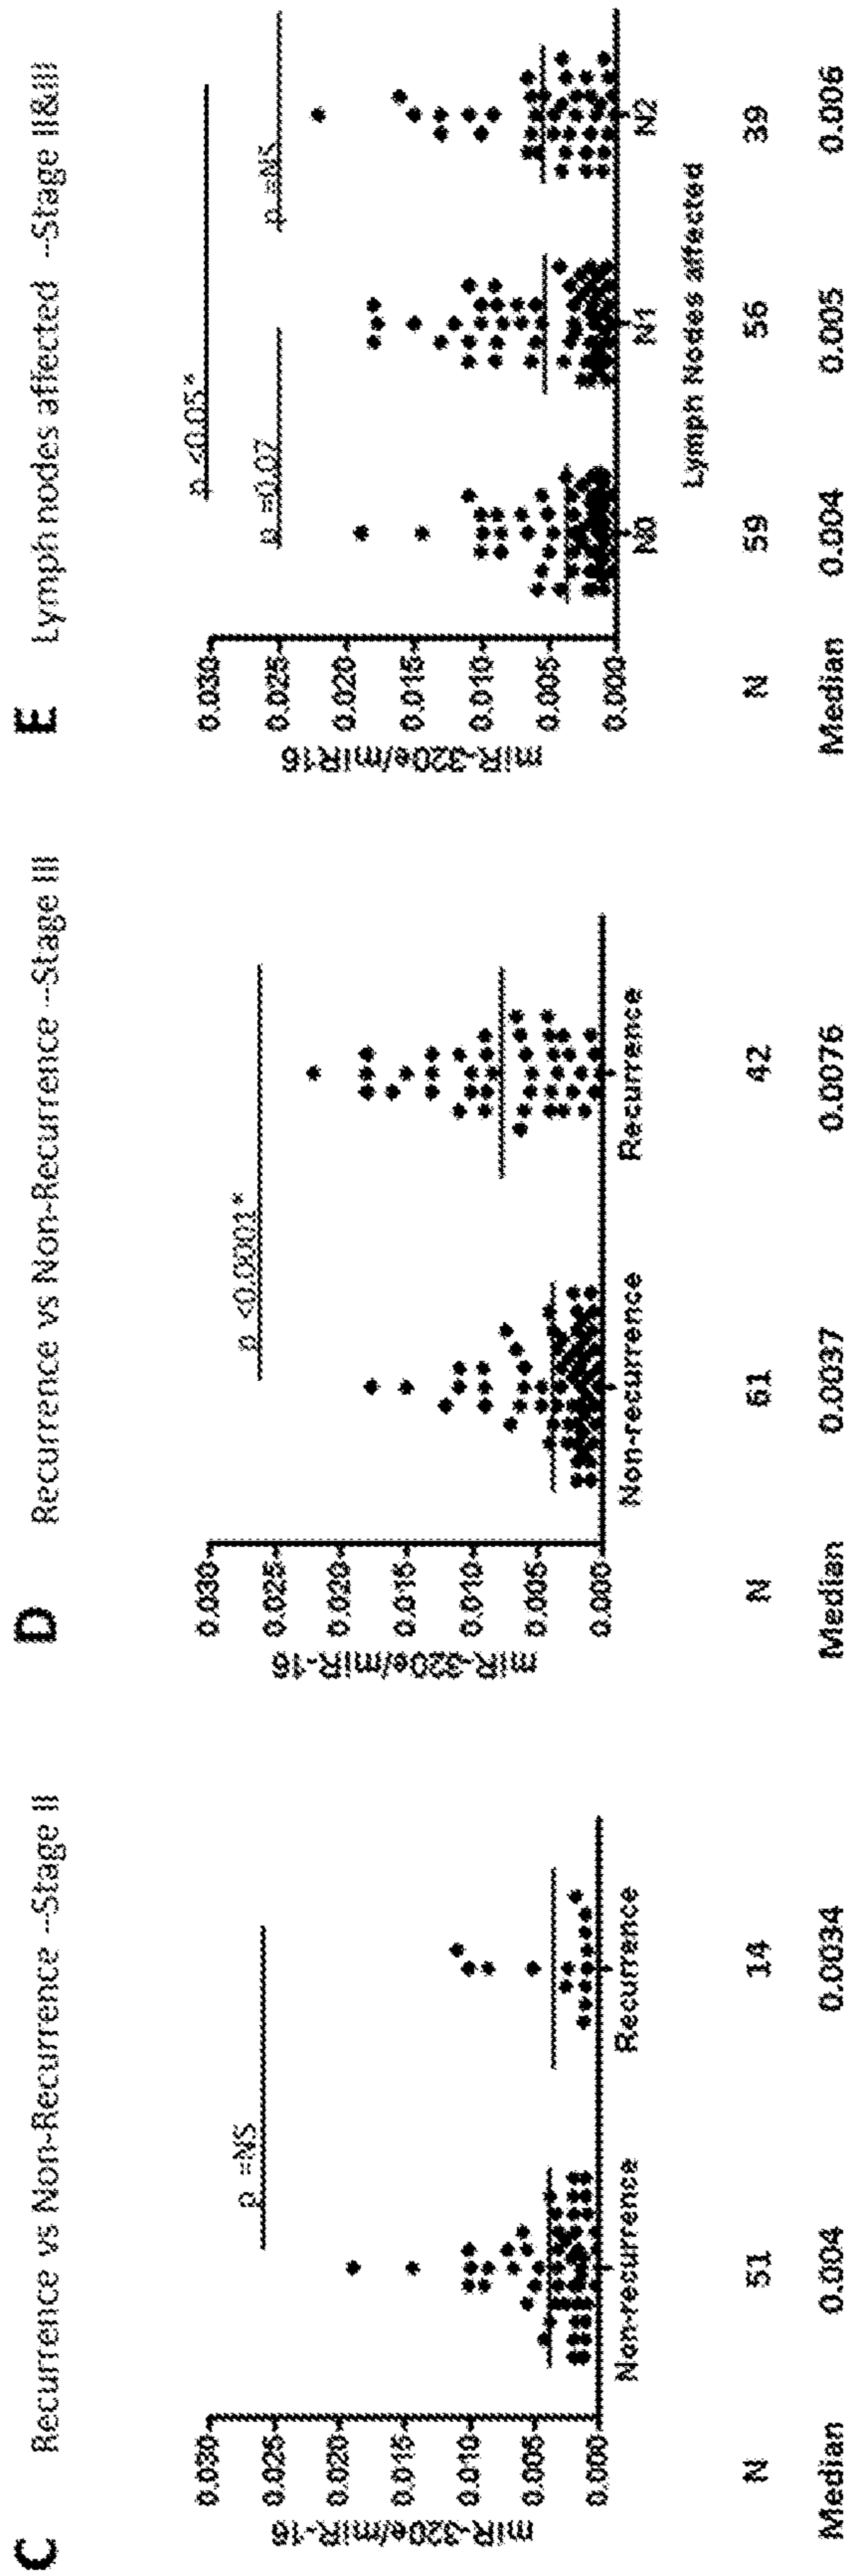 C Recurrence vs Non-Recurrence --Stage II
p =NS
miR-320e/miR-16
0.030
0.025
0.020
0.015
0.010
0.005
0.000
Non-recurrence
Recurrence
N 51 14
Median 0.004 0.0034
D Recurrence vs Non-Recurrence --Stage III
p <0.0001*
miR-320e/miR-16
0.030
0.025
0.020
0.015
0.010
0.005
0.000
Non-recurrence
Recurrence
N 61 42
Median 0.0037 0.0076
E Lymph nodes affected --Stage II&III
p <0.05*
p =0.07
p =NS
miR-320e/miR16
0.030
0.025
0.020
0.015
0.010
0.005
0.000
N0
N1
N2
Lymph Nodes affected
N 59 56 39
Median 0.004 0.005 0.006